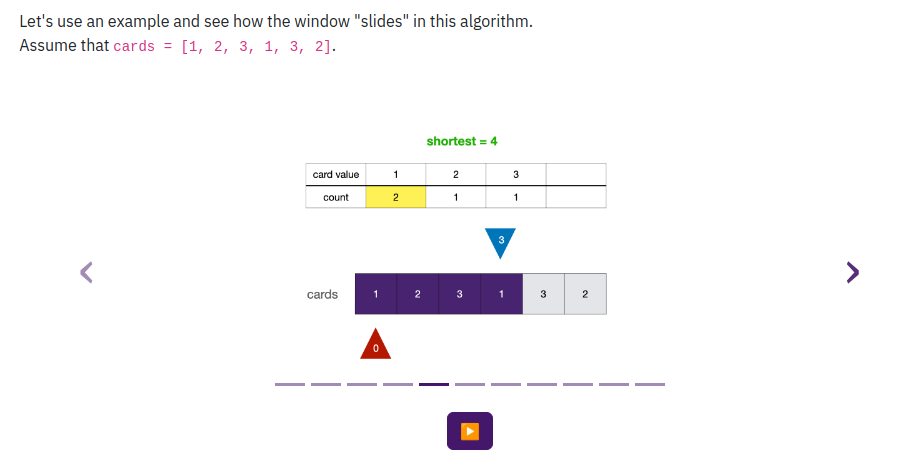 Let's use an example and see how the window "slides" in this algorithm.
Assume that cards = [1, 2, 3, 1, 3, 2].
shortest = 4
card value 1 2 3
count 2 1 1
3
cards 1 2 3 1 3 2
0